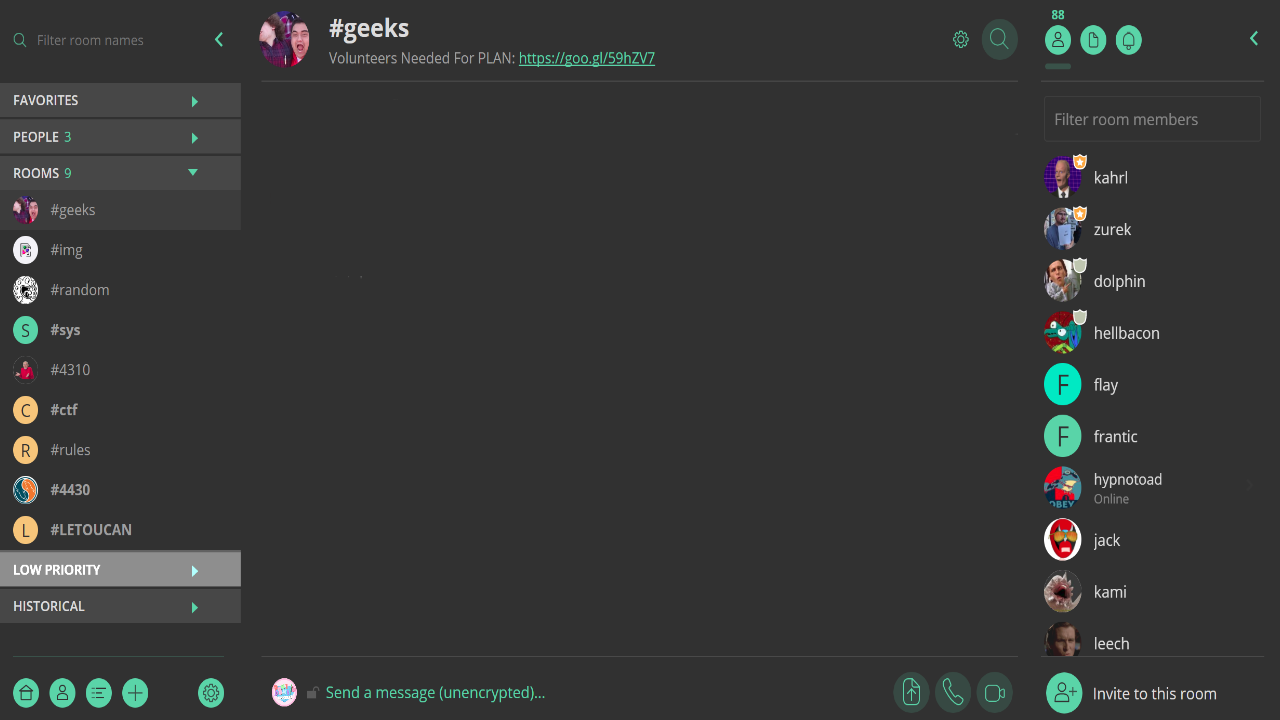 Filter room names
FAVORITES
PEOPLE 3
ROOMS 9
#geeks
#img
#random
S #sys
#4310
C #ctf
R #rules
#4430
L #LETOUCAN
LOW PRIORITY
HISTORICAL
#geeks
Volunteers Needed For PLAN: https://goo.gl/59hZV7
Send a message (unencrypted)...
88
Filter room members
kahrl
zurek
dolphin
hellbacon
F flay
F frantic
hypnotoad
Online
OBEY
jack
kami
leech
Invite to this room